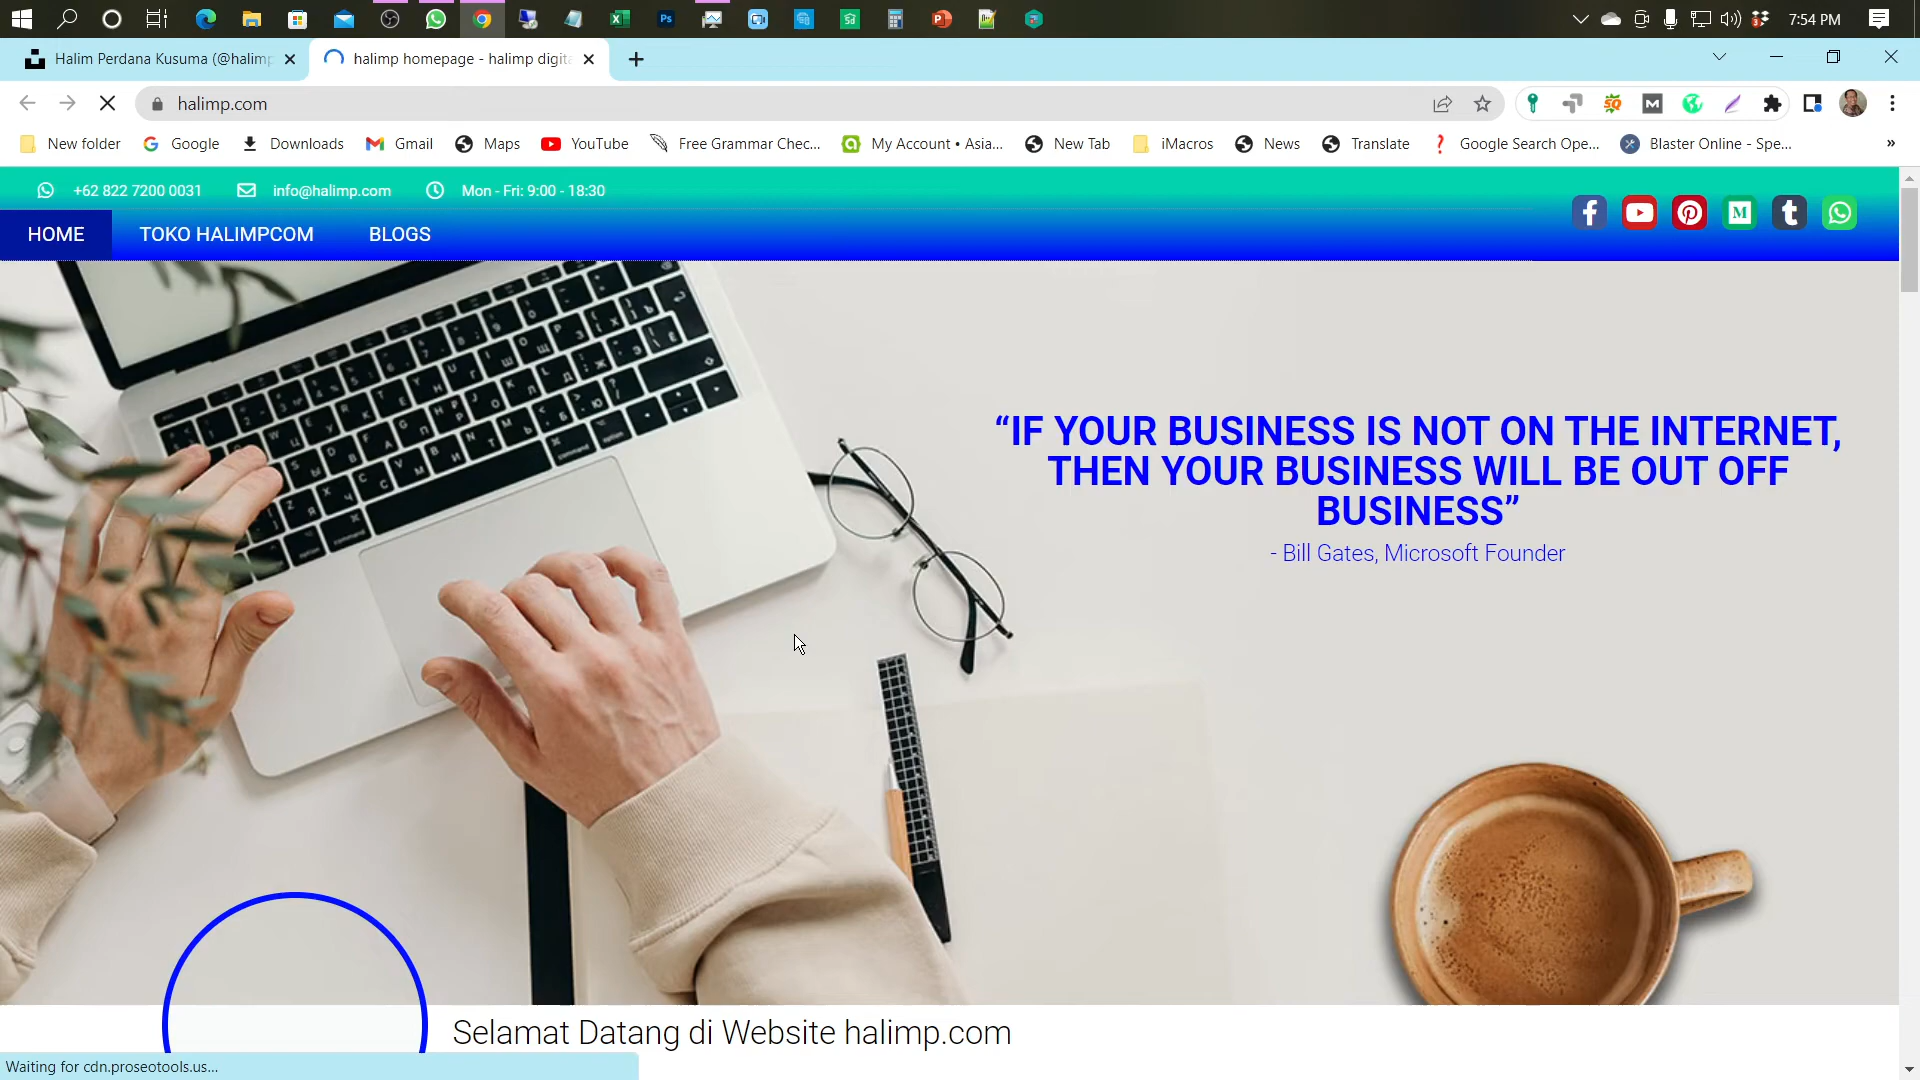 7:54 PM
Halim Perdana Kusuma (@halimp
halimp homepage - halimp digita
halimp.com
New folder
Google
Downloads
Gmail
Maps
YouTube
Free Grammar Chec...
My Account • Asia...
New Tab
iMacros
News
Translate
Google Search Ope...
Blaster Online - Spe...
»
+62 822 7200 0031
info@halimp.com
Mon - Fri: 9:00 - 18:30
HOME
TOKO HALIMPCOM
BLOGS
“IF YOUR BUSINESS IS NOT ON THE INTERNET,
THEN YOUR BUSINESS WILL BE OUT OFF
BUSINESS”
- Bill Gates, Microsoft Founder
Selamat Datang di Website halimp.com
Waiting for cdn.proseotools.us...